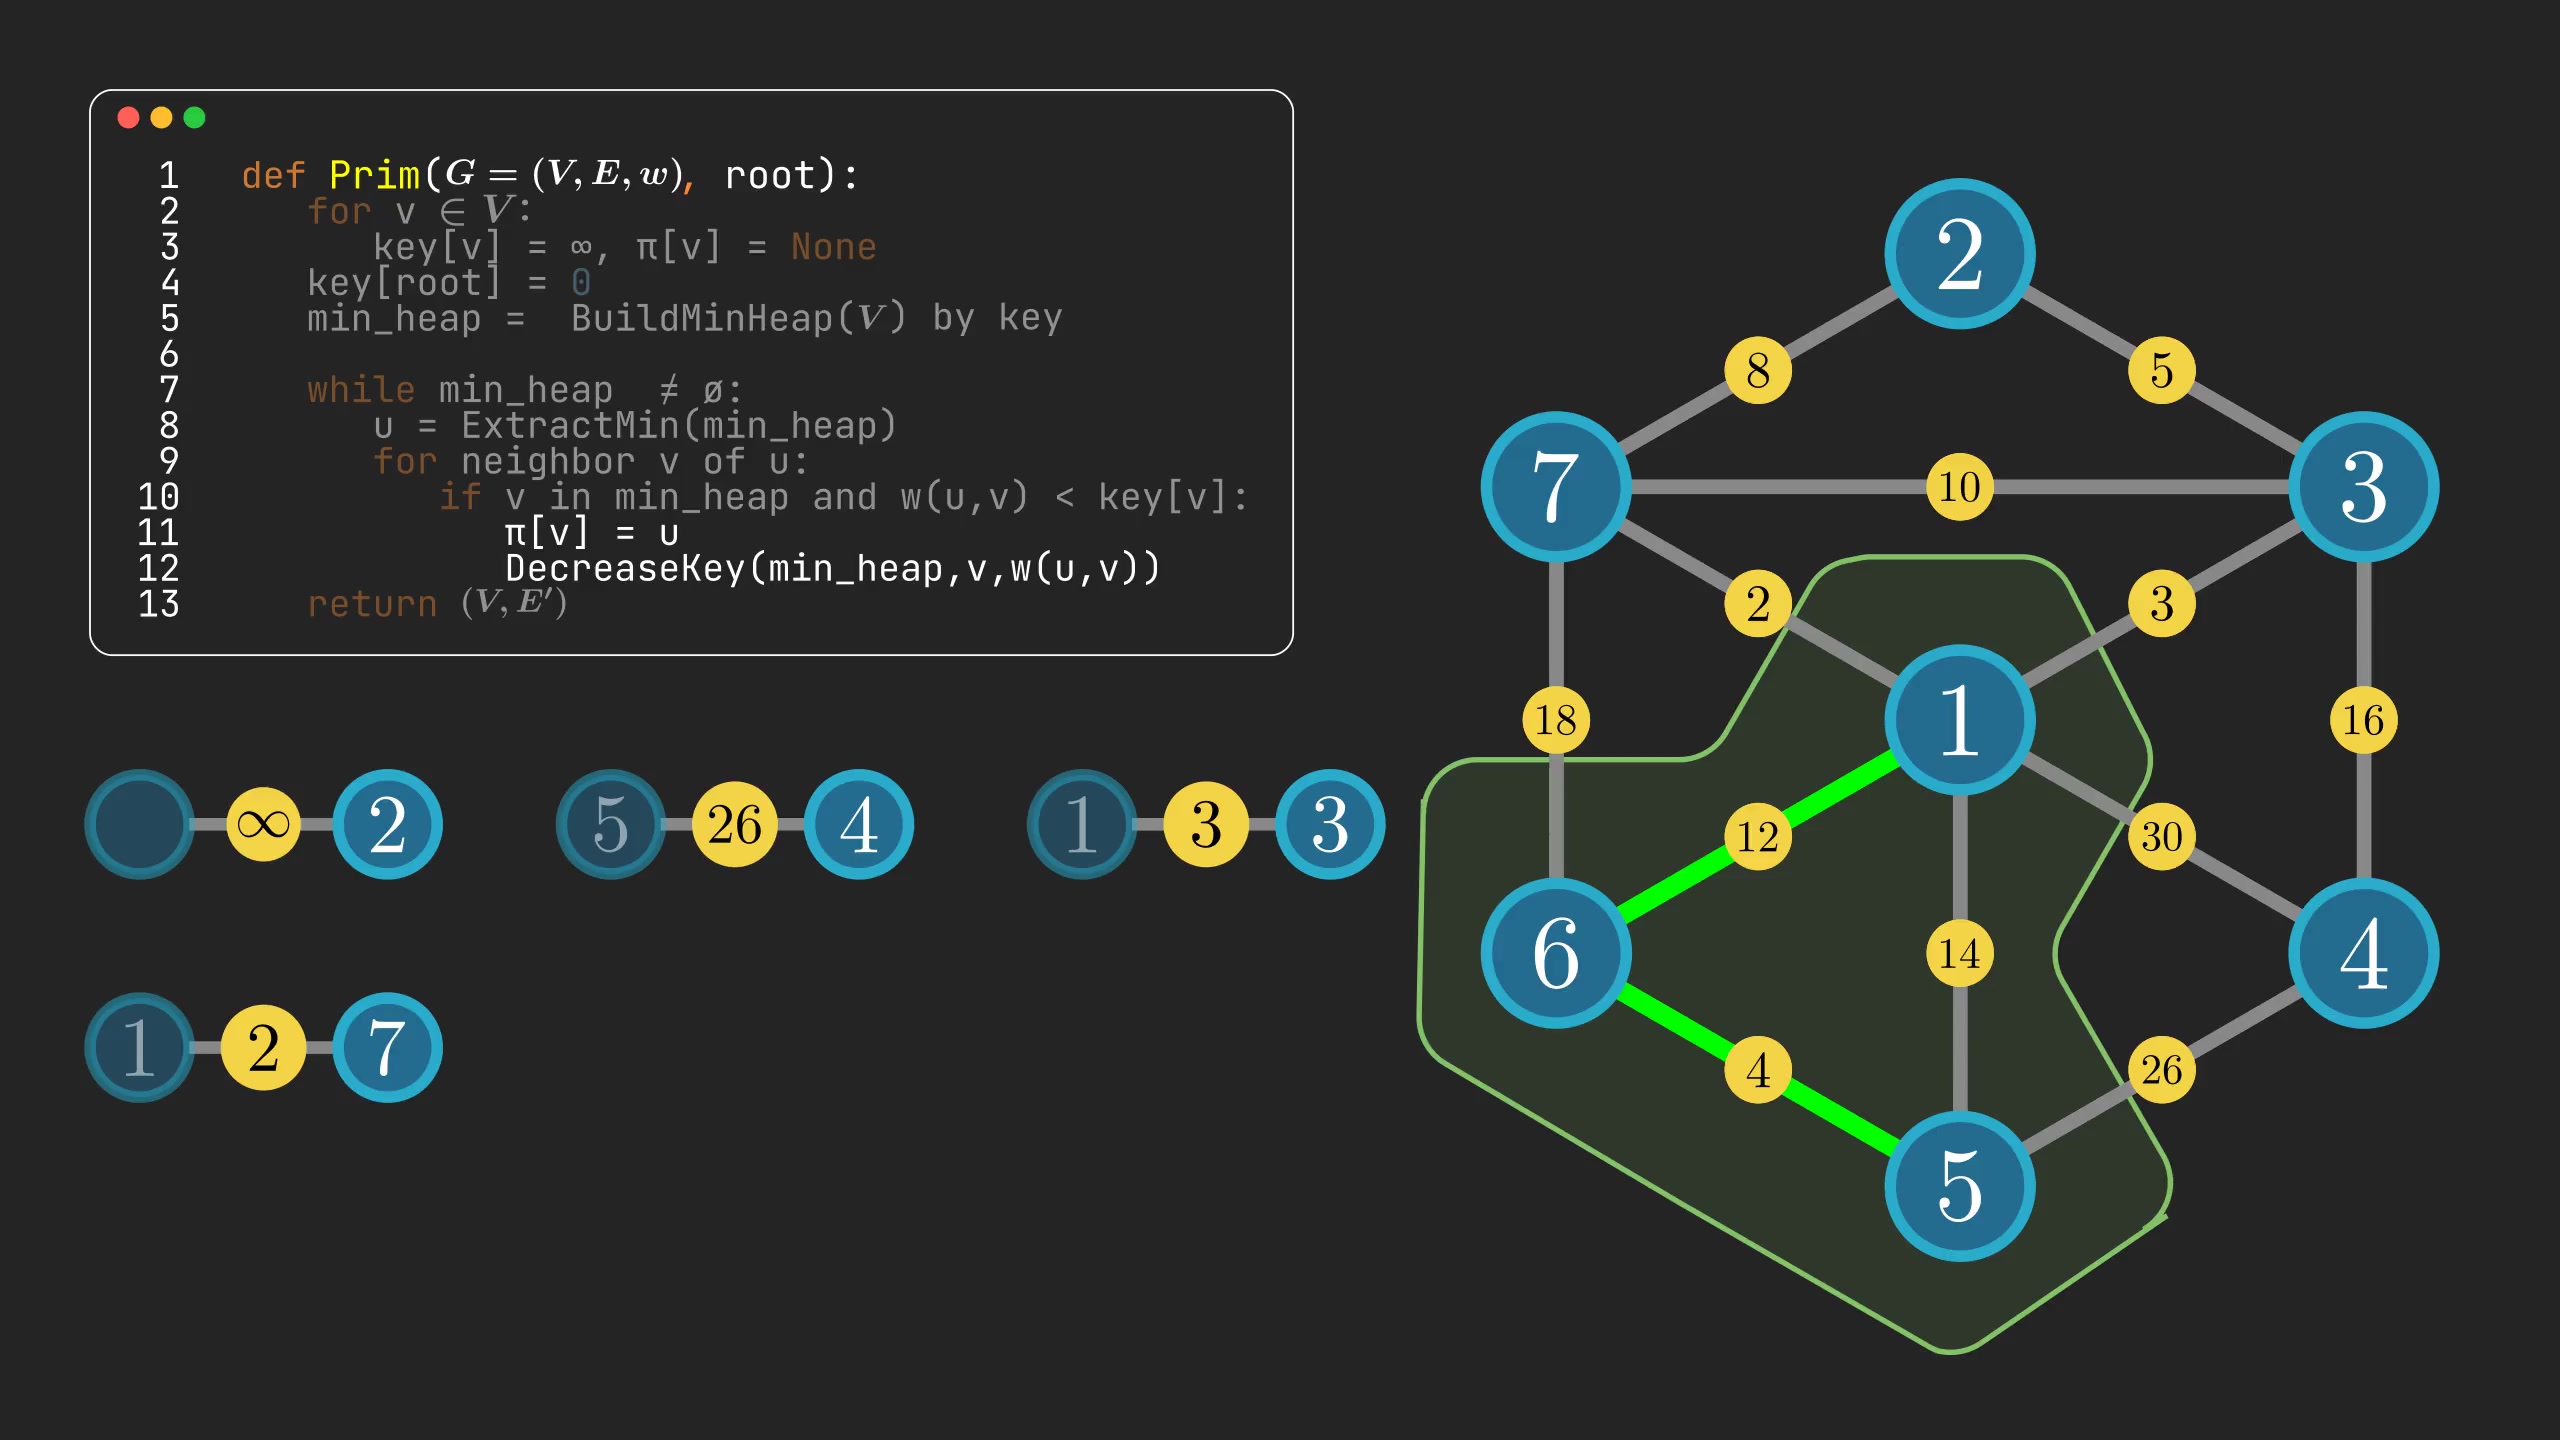 1 def Prim(G = (V, E, w), root):
2 for v ∈ V:
3 key[v] = ∞, π[v] = None
4 key[root] = 0
5 min_heap = BuildMinHeap(V) by key
6
7 while min_heap ≠ ø:
8 u = ExtractMin(min_heap)
9 for neighbor v of u:
10 if v in min_heap and w(u,v) < key[v]:
11 π[v] = u
12 DecreaseKey(min_heap,v,w(u,v))
13 return (V, E′)
∞ 2
5 26 4
1 3 3
1 2 7
2
8 5
7 10 3
2 3
18 1 16
12 30
6 14 4
4 26
5